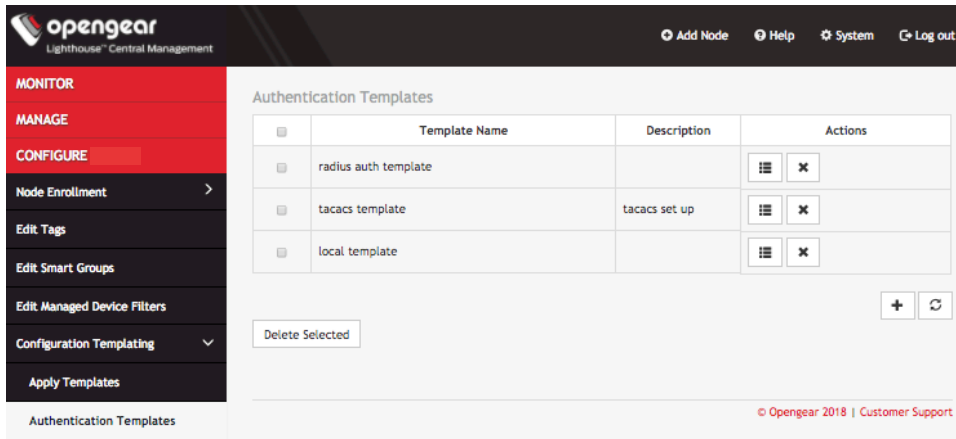 opengear
Lighthouse™ Central Management
Add Node
Help
System
Log out
MONITOR
MANAGE
CONFIGURE
Node Enrollment
Edit Tags
Edit Smart Groups
Edit Managed Device Filters
Configuration Templating
Apply Templates
Authentication Templates
Authentication Templates
Template Name Description Actions
radius auth template
tacacs template tacacs set up
local template
Delete Selected
© Opengear 2018 | Customer Support